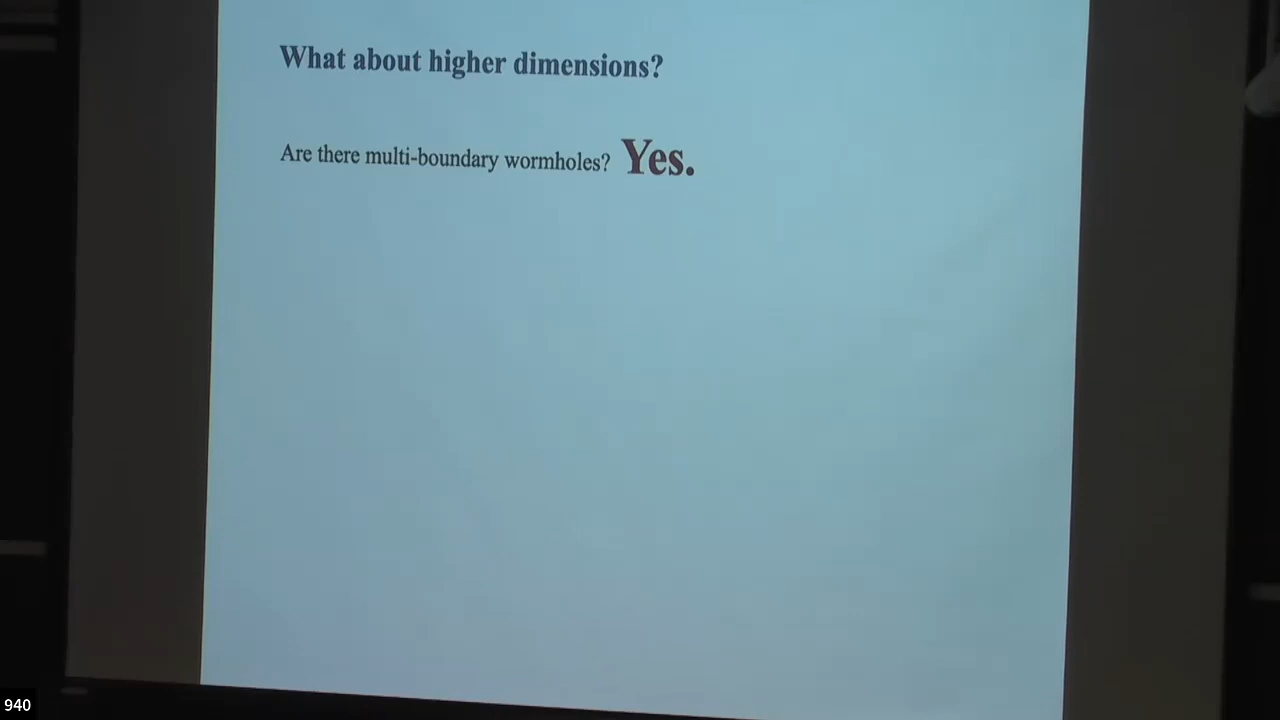 What about higher dimensions?
Are there multi-boundary wormholes? Yes.
940